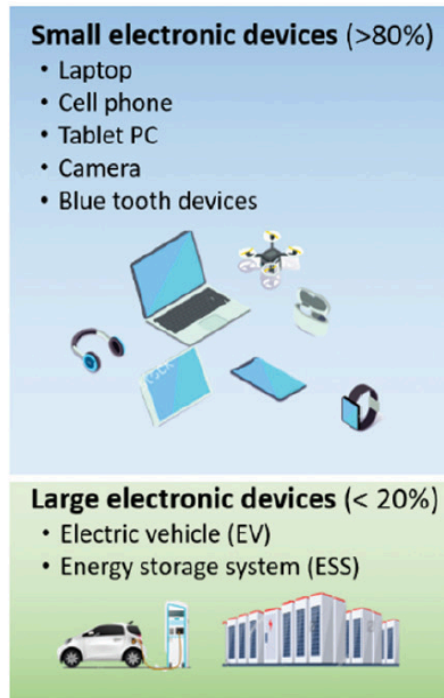 Small electronic devices (>80%)
• Laptop
• Cell phone
• Tablet PC
• Camera
• Blue tooth devices
Large electronic devices (< 20%)
• Electric vehicle (EV)
• Energy storage system (ESS)